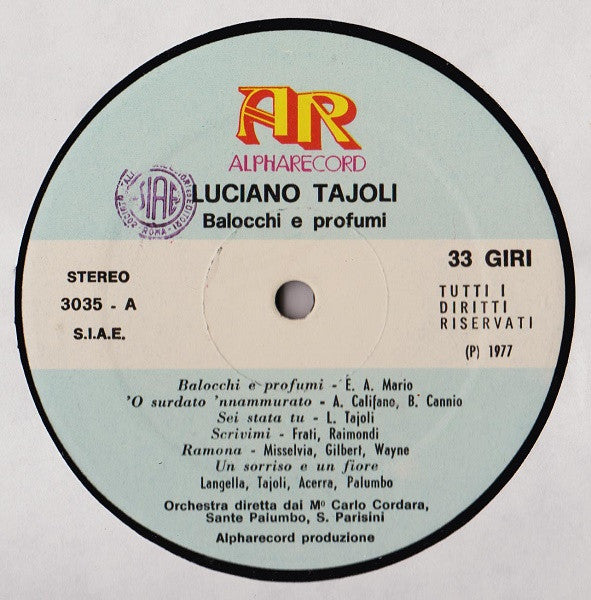 AR
ALPHARECORD
SIAE
ROMA
LUCIANO TAJOLI
Balocchi e profumi
STEREO
3035 - A
S.I.A.E.
33 GIRI
TUTTI I
DIRITTI
RISERVATI
(P) 1977
Balocchi e profumi - E. A. Mario
'O surdato 'nnammurato - A. Califano, B. Cannio
Sei stata tu - L. Tajoli
Scrivimi - Frati, Raimondi
Ramona - Misselvia, Gilbert, Wayne
Un sorriso e un fiore
Langella, Tajoli, Acerra, Palumbo
Orchestra diretta dai Mº Carlo Cordara,
Sante Palumbo, S. Parisini
Alpharecord produzione